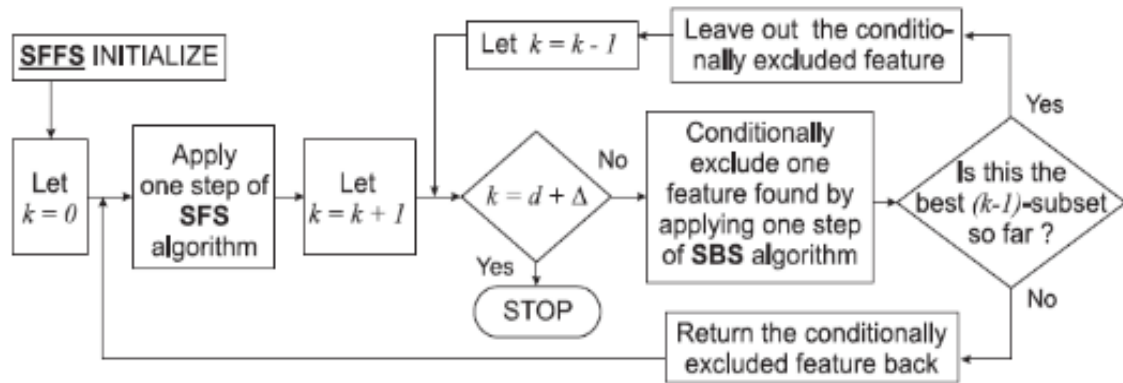 SFFS INITIALIZE
Let
k = 0
Apply
one step of
SFS
algorithm
Let
k = k + 1
Let k = k - 1
Leave out the conditio-
nally excluded feature
k = d + Δ
No
Yes
STOP
Conditionally
exclude one
feature found by
applying one step
of SBS algorithm
Is this the
best (k-1)-subset
so far ?
Yes
No
Return the conditionally
excluded feature back